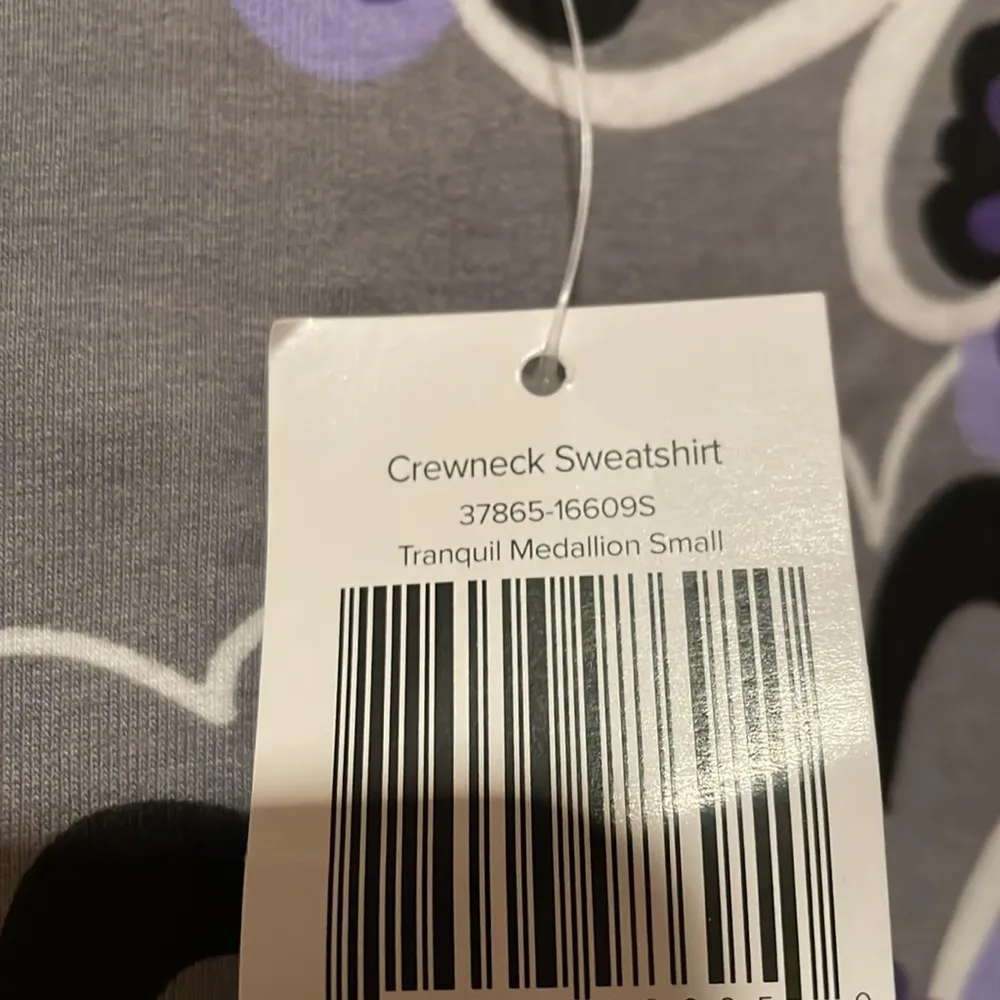 Crewneck Sweatshirt
37865-16609S
Tranquil Medallion Small